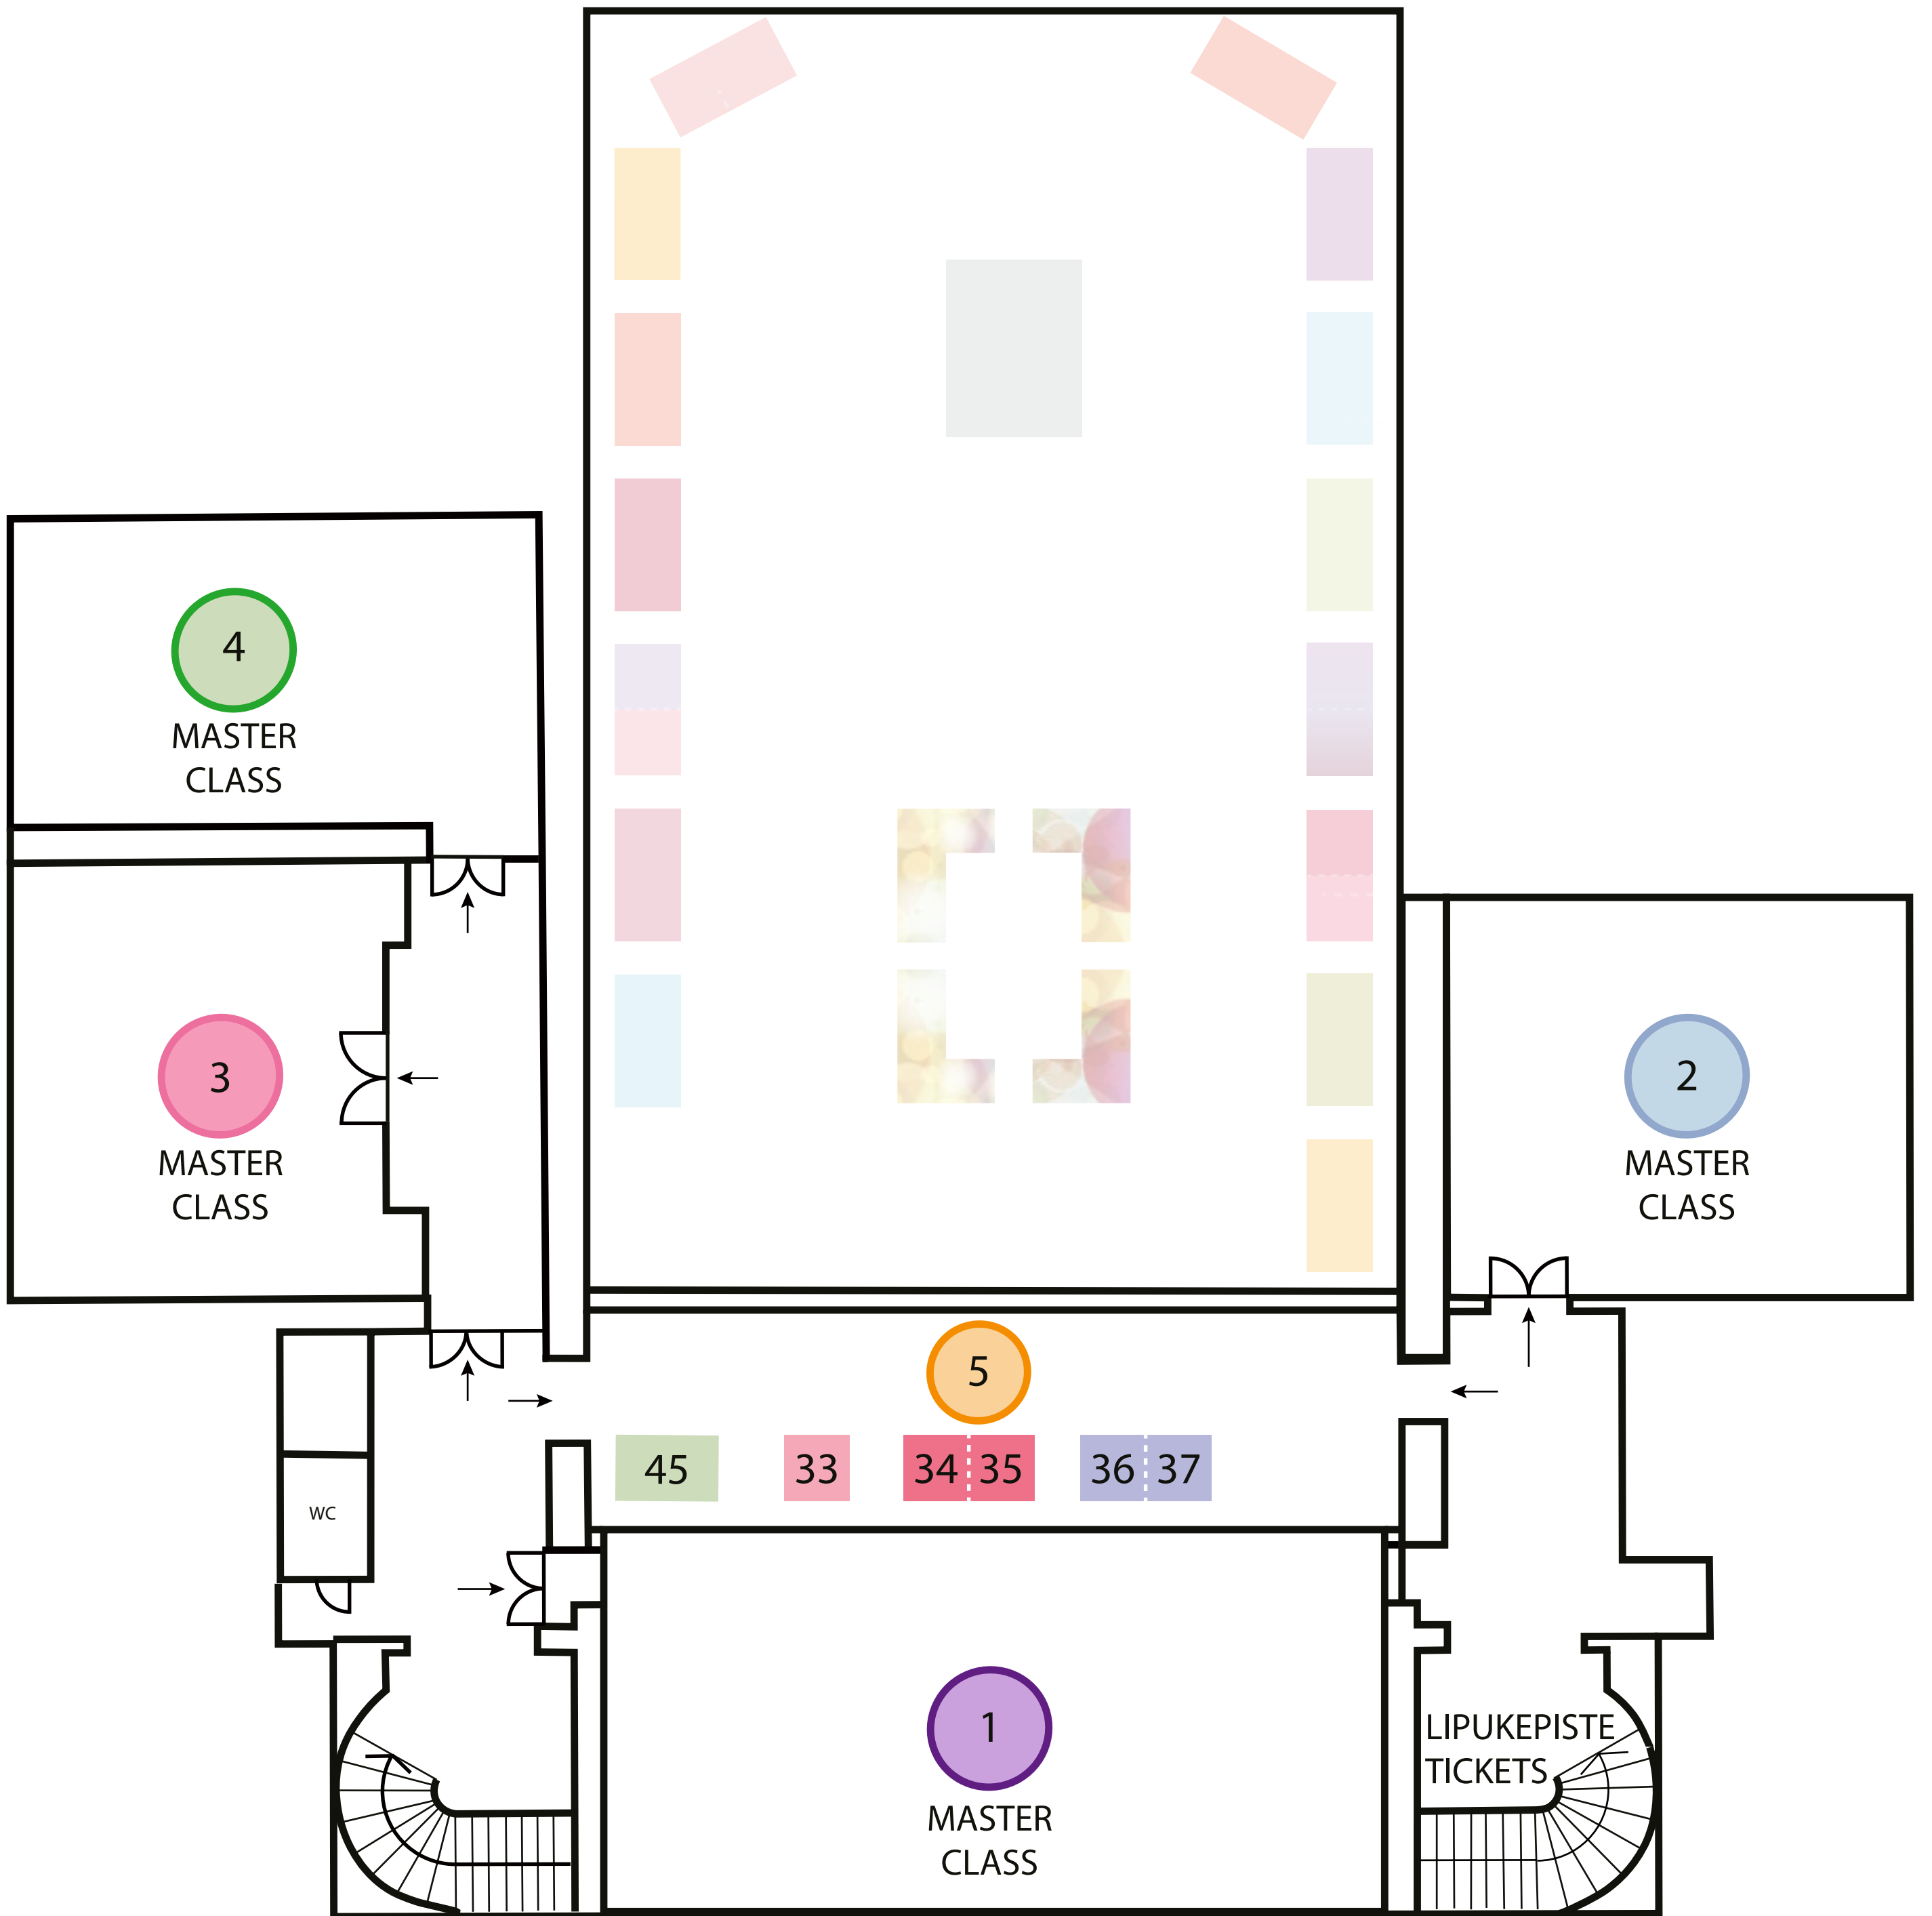 4
MASTER
CLASS
3
MASTER
CLASS
2
MASTER
CLASS
5
45 33 34 35 36 37
WC
1
MASTER
CLASS
LIPUKEPISTE
TICKETS